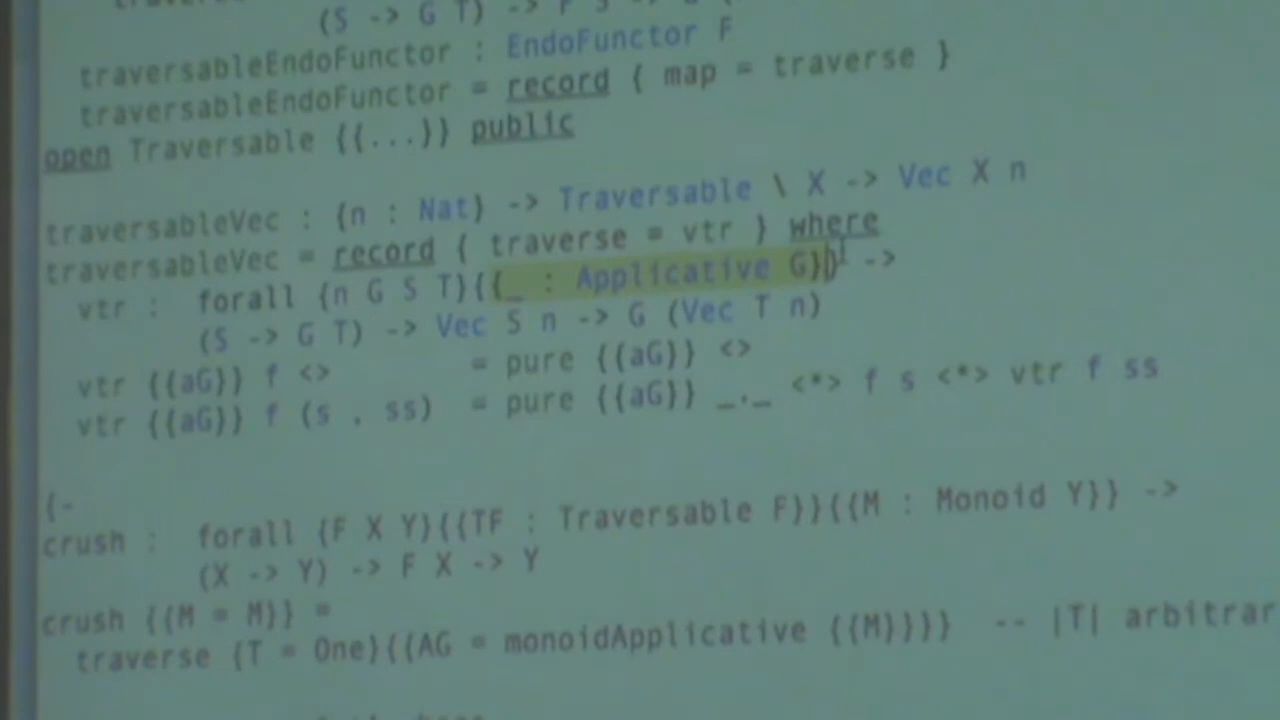 (S -> G T) -> F S ->
traversableEndoFunctor : EndoFunctor F
traversableEndoFunctor = record { map = traverse }
open Traversable {{...}} public
traversableVec : {n : Nat} -> Traversable \ X -> Vec X n
traversableVec = record { traverse = vtr } where
vtr : forall {n G S T}{{_ : Applicative G}} ->
(S -> G T) -> Vec S n -> G (Vec T n)
vtr {{aG}} f <> = pure {{aG}} <>
vtr {{aG}} f (s , ss) = pure {{aG}} _,_ <*> f s <*> vtr f ss
{-
crush : forall {F X Y}{{TF : Traversable F}}{{M : Monoid Y}} ->
(X -> Y) -> F X -> Y
crush {{M = M}} =
traverse {T = One}{{AG = monoidApplicative {{M}}}} -- |T| arbitrar